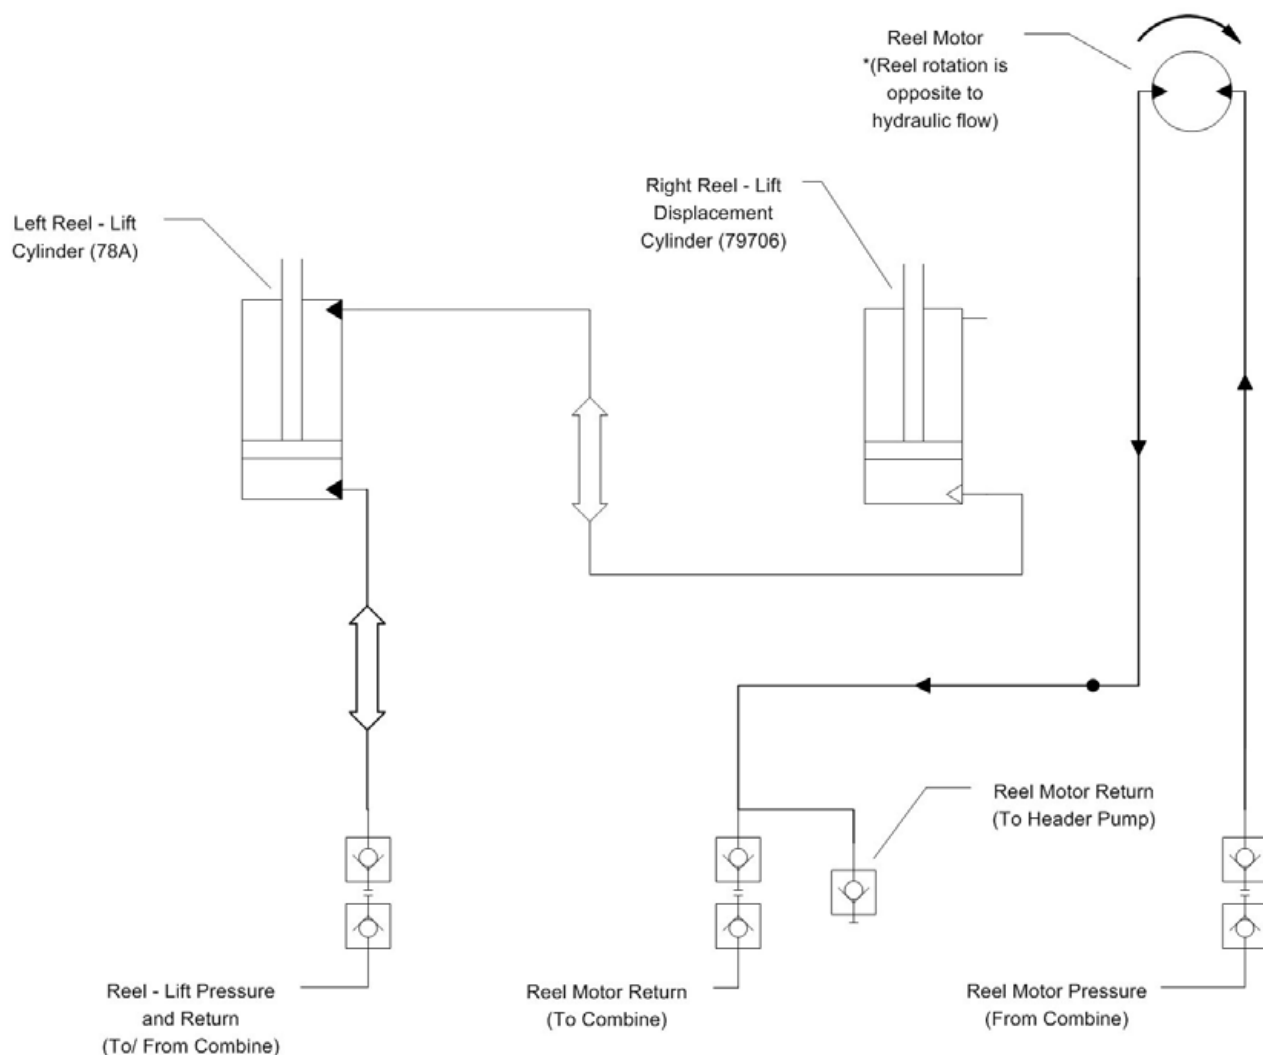 Reel Motor
*(Reel rotation is
opposite to
hydraulic flow)
Right Reel - Lift
Displacement
Cylinder (79706)
Left Reel - Lift
Cylinder (78A)
Reel Motor Return
(To Header Pump)
Reel - Lift Pressure
and Return
(To/ From Combine)
Reel Motor Return
(To Combine)
Reel Motor Pressure
(From Combine)